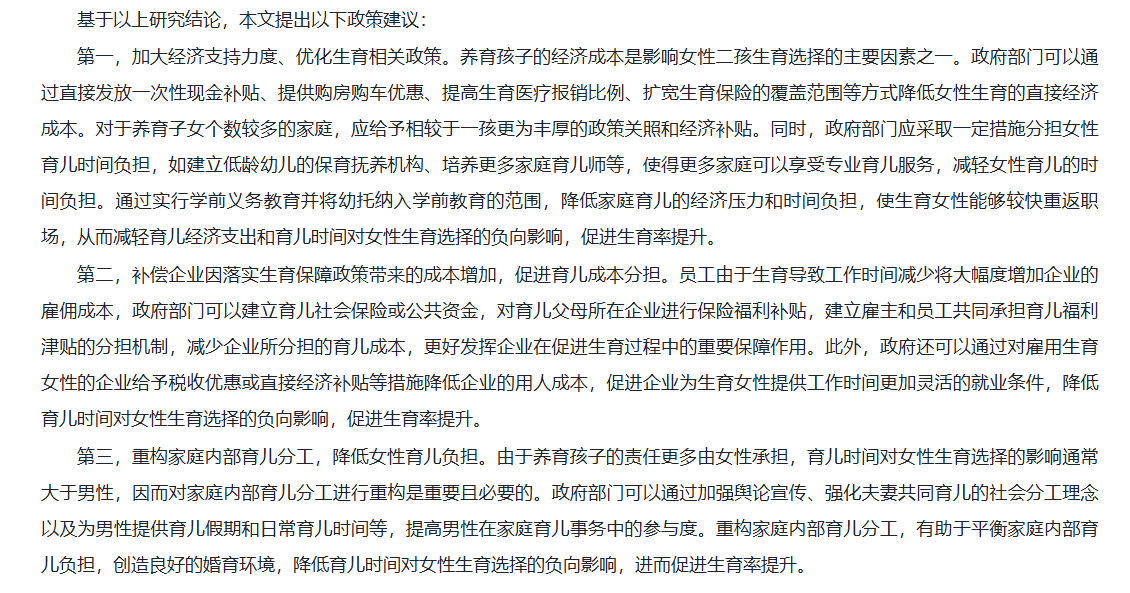 基于以上研究结论，本文提出以下政策建议：
第一，加大经济支持力度、优化生育相关政策。养育孩子的经济成本是影响女性二孩生育选择的主要因素之一。政府部门可以通
过直接发放一次性现金补贴、提供购房购车优惠、提高生育医疗报销比例、扩宽生育保险的覆盖范围等方式降低女性生育的直接经济
成本。对于养育子女个数较多的家庭，应给予相较于一孩更为丰厚的政策关照和经济补贴。同时，政府部门应采取一定措施分担女性
育儿时间负担，如建立低龄幼儿的保育抚养机构、培养更多家庭育儿师等，使得更多家庭可以享受专业育儿服务，减轻女性育儿的时
间负担。通过实行学前义务教育并将幼托纳入学前教育的范围，降低家庭育儿的经济压力和时间负担，使生育女性能够较快重返职
场，从而减轻育儿经济支出和育儿时间对女性生育选择的负向影响，促进生育率提升。
第二，补偿企业因落实生育保障政策带来的成本增加，促进育儿成本分担。员工由于生育导致工作时间减少将大幅度增加企业的
雇佣成本，政府部门可以建立育儿社会保险或公共资金，对育儿父母所在企业进行保险福利补贴，建立雇主和员工共同承担育儿福利
津贴的分担机制，减少企业所分担的育儿成本，更好发挥企业在促进生育过程中的重要保障作用。此外，政府还可以通过对雇用生育
女性的企业给予税收优惠或直接经济补贴等措施降低企业的用人成本，促进企业为生育女性提供工作时间更加灵活的就业条件，降低
育儿时间对女性生育选择的负向影响，促进生育率提升。
第三，重构家庭内部育儿分工，降低女性育儿负担。由于养育孩子的责任更多由女性承担，育儿时间对女性生育选择的影响通常
大于男性，因而对家庭内部育儿分工进行重构是重要且必要的。政府部门可以通过加强舆论宣传、强化夫妻共同育儿的社会分工理念
以及为男性提供育儿假期和日常育儿时间等，提高男性在家庭育儿事务中的参与度。重构家庭内部育儿分工，有助于平衡家庭内部育
儿负担，创造良好的婚育环境，降低育儿时间对女性生育选择的负向影响，进而促进生育率提升。